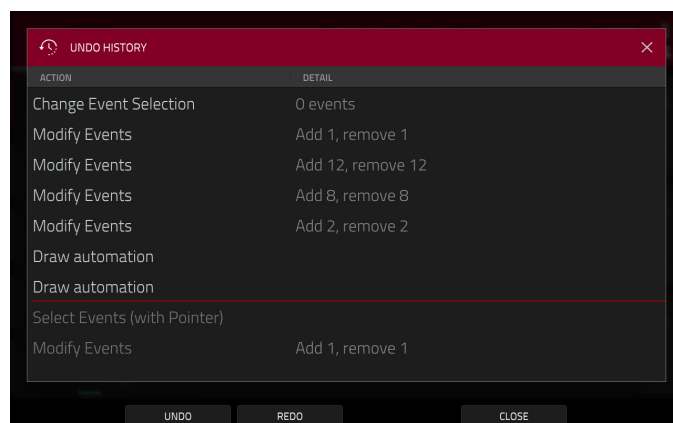 UNDO HISTORY
ACTION DETAIL
Change Event Selection 0 events
Modify Events Add 1, remove 1
Modify Events Add 12, remove 12
Modify Events Add 8, remove 8
Modify Events Add 2, remove 2
Draw automation
Draw automation
Select Events (with Pointer)
Modify Events Add 1, remove 1
UNDO REDO CLOSE